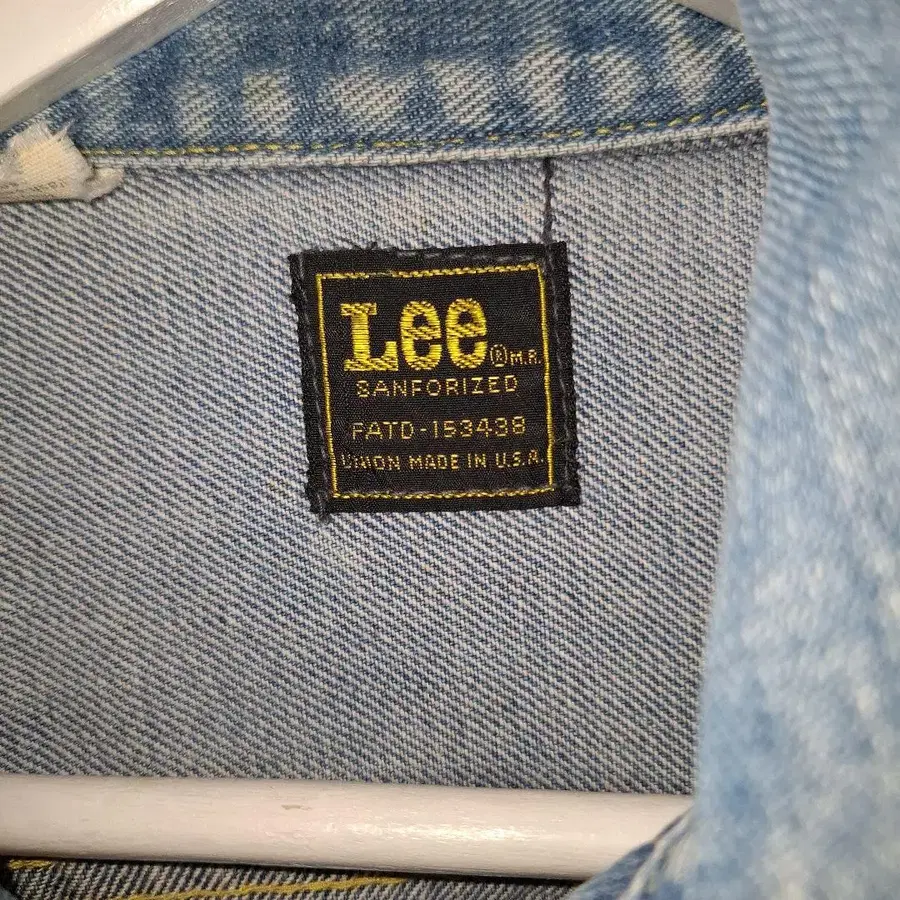 Lee® M.R.
SANFORIZED
PATD-153438
UNION MADE IN U.S.A.